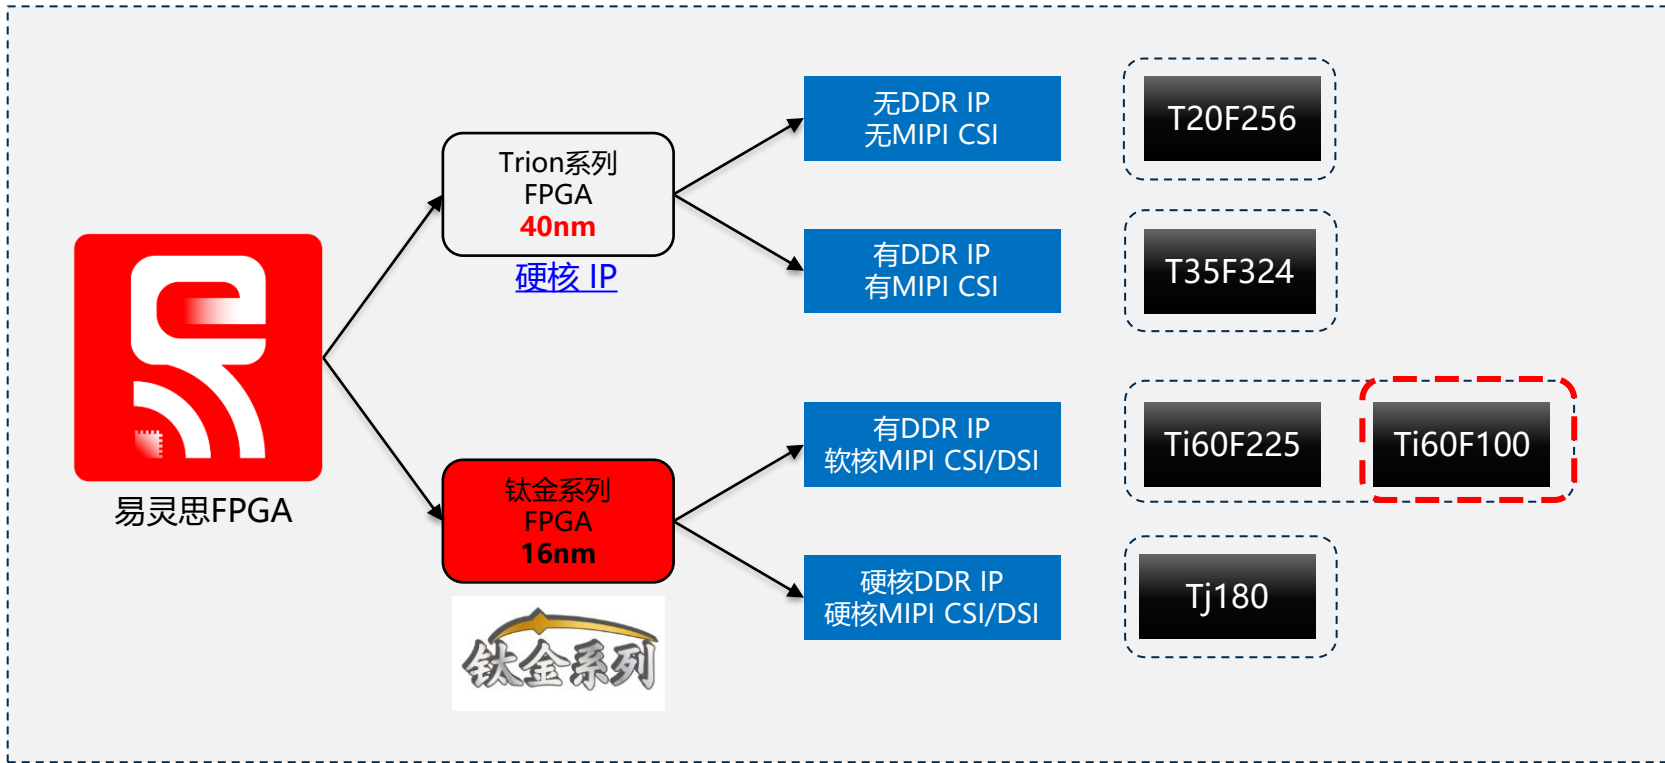 易灵思FPGA
Trion系列
FPGA
40nm
硬核 IP
无DDR IP
无MIPI CSI
T20F256
有DDR IP
有MIPI CSI
T35F324
钛金系列
FPGA
16nm
钛金系列
有DDR IP
软核MIPI CSI/DSI
Ti60F225
Ti60F100
硬核DDR IP
硬核MIPI CSI/DSI
Tj180